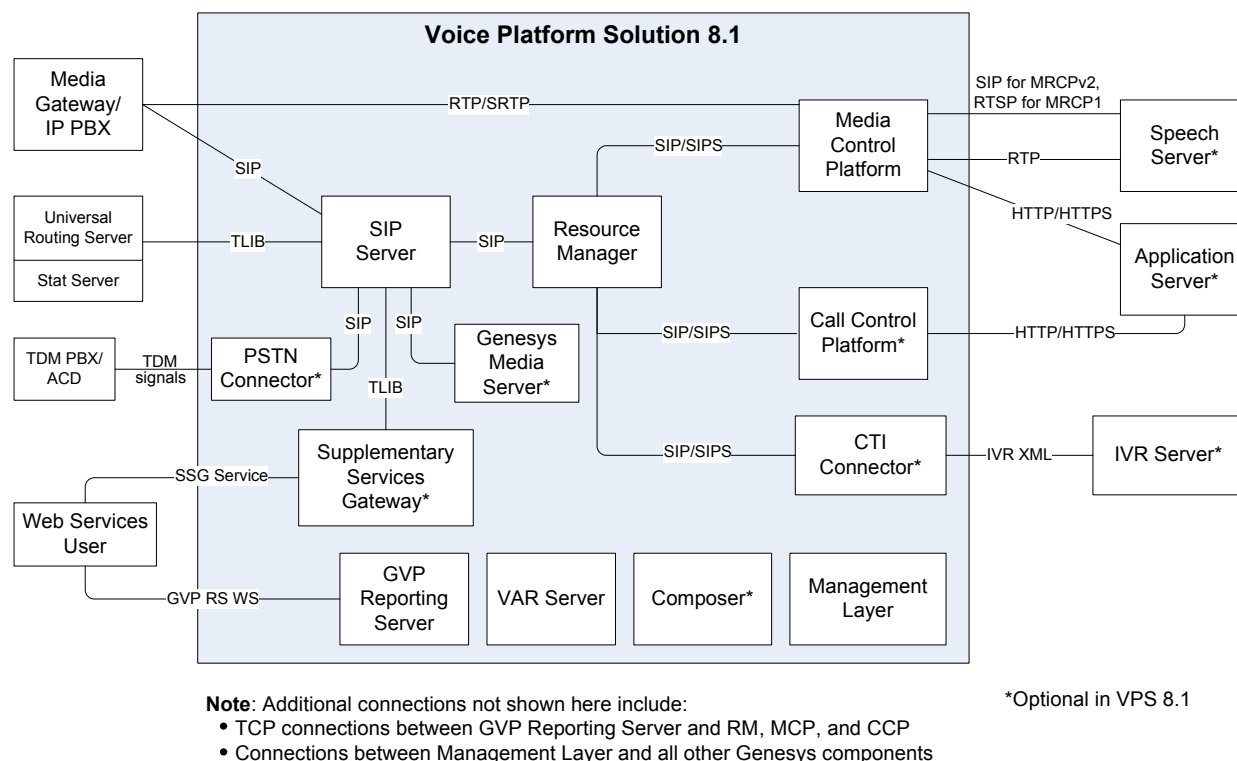 Voice Platform Solution 8.1
Media
Gateway/
IP PBX
RTP/SRTP
SIP for MRCPv2,
RTSP for MRCP1
Media
Control
Platform
Speech
Server*
SIP/SIPS
RTP
SIP
HTTP/HTTPS
Universal
Routing Server
Stat Server
TLIB
SIP
Server
SIP
Resource
Manager
Application
Server*
SIP
SIP
SIP/SIPS
Call Control
Platform*
HTTP/HTTPS
TDM PBX/
ACD
TDM
signals
PSTN
Connector*
TLIB
Genesys
Media
Server*
SSG Service
Supplementary
Services
Gateway*
SIP/SIPS
CTI
Connector*
IVR XML
IVR Server*
Web Services
User
GVP RS WS
GVP
Reporting
Server
VAR Server
Composer*
Management
Layer
Note: Additional connections not shown here include:
• TCP connections between GVP Reporting Server and RM, MCP, and CCP
• Connections between Management Layer and all other Genesys components
*Optional in VPS 8.1